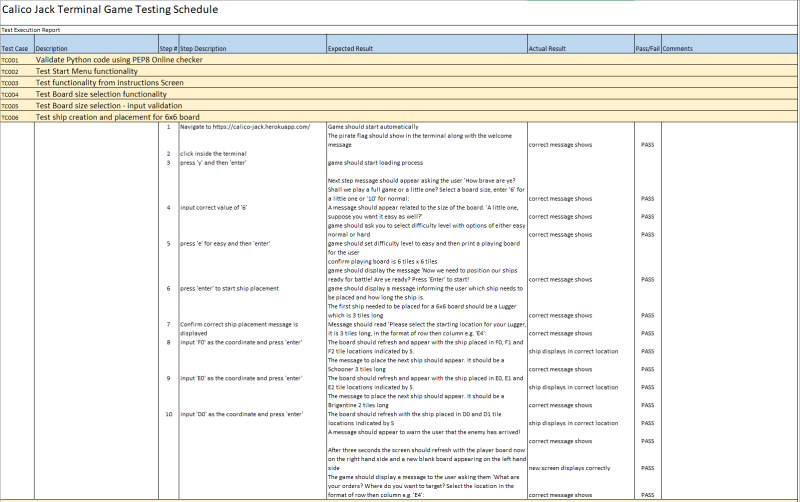 Calico Jack Terminal Game Testing Schedule
Test Execution Report
Test Case Description Step # Step Description Expected Result Actual Result Pass/Fail Comments
TC001 Validate Python code using PEP8 Online checker
TC002 Test Start Menu functionality
TC003 Test functionality from Instructions Screen
TC004 Test Board size selection functionality
TC005 Test Board size selection - input validation
TC006 Test ship creation and placement for 6x6 board
1 Navigate to https://calico-jack.herokuapp.com/ Game should start automatically
The pirate flag should show in the terminal along with the welcome
message correct message shows PASS
2 click inside the terminal
3 press 'y' and then 'enter' game should start loading process
Next step message should appear asking the user 'How brave are ye?
Shall we play a full game or a little one? Select a board size, enter '6' for
a little one or '10' for normal: correct message shows PASS
4 input correct value of '6' A message should appear related to the size of the board. 'A little one,
suppose you want it easy as well?' correct message shows PASS
game should ask you to select difficulty level with options of either easy
normal or hard correct message shows PASS
5 press 'e' for easy and then 'enter' game should set difficulty level to easy and then print a playing board
for the user
confirm playing board is 6 tiles x 6 tiles
game should display the message 'Now we need to position our ships
ready for battle! Are ye ready? Press 'Enter' to start! correct message shows PASS
6 press 'enter' to start ship placement game should display a message informing the user which ship needs
to be placed and how long the ship is.
The first ship needed to be placed for a 6x6 board should be a Lugger
which is 3 tiles long correct message shows PASS
7 Confirm correct ship placement message is Message should read 'Please select the starting location for your Lugger,
displayed it is 3 tiles long, in the format of row then column e.g. 'E4': correct message shows PASS
8 input 'F0' as the coordinate and press 'enter' The board should refresh and appear with the ship placed in F0, F1 and
F2 tile locations indicated by S. ship displays in correct location PASS
The message to place the next ship should appear. It should be a
Schooner 3 tiles long correct message shows PASS
9 input 'E0' as the coordinate and press 'enter' The board should refresh and appear with the ship placed in E0, E1 and
E2 tile locations indicated by S. ship displays in correct location PASS
The message to place the next ship should appear. It should be a
Brigantine 2 tiles long correct message shows PASS
10 input 'D0' as the coordinate and press 'enter' The board should refresh with the ship placed in D0 and D1 tile
locations indicated by S ship displays in correct location PASS
A message should appear to warn the user that the enemy has arrived!
correct message shows PASS
After three seconds the screen should refresh with the player board now
on the right hand side and a new blank board appearing on the left hand
side new screen displays correctly PASS
The game should display a message to the user asking them 'What are
your orders? Where do you want to target? Select the location in the
format of row then column e.g. 'E4': correct message shows PASS